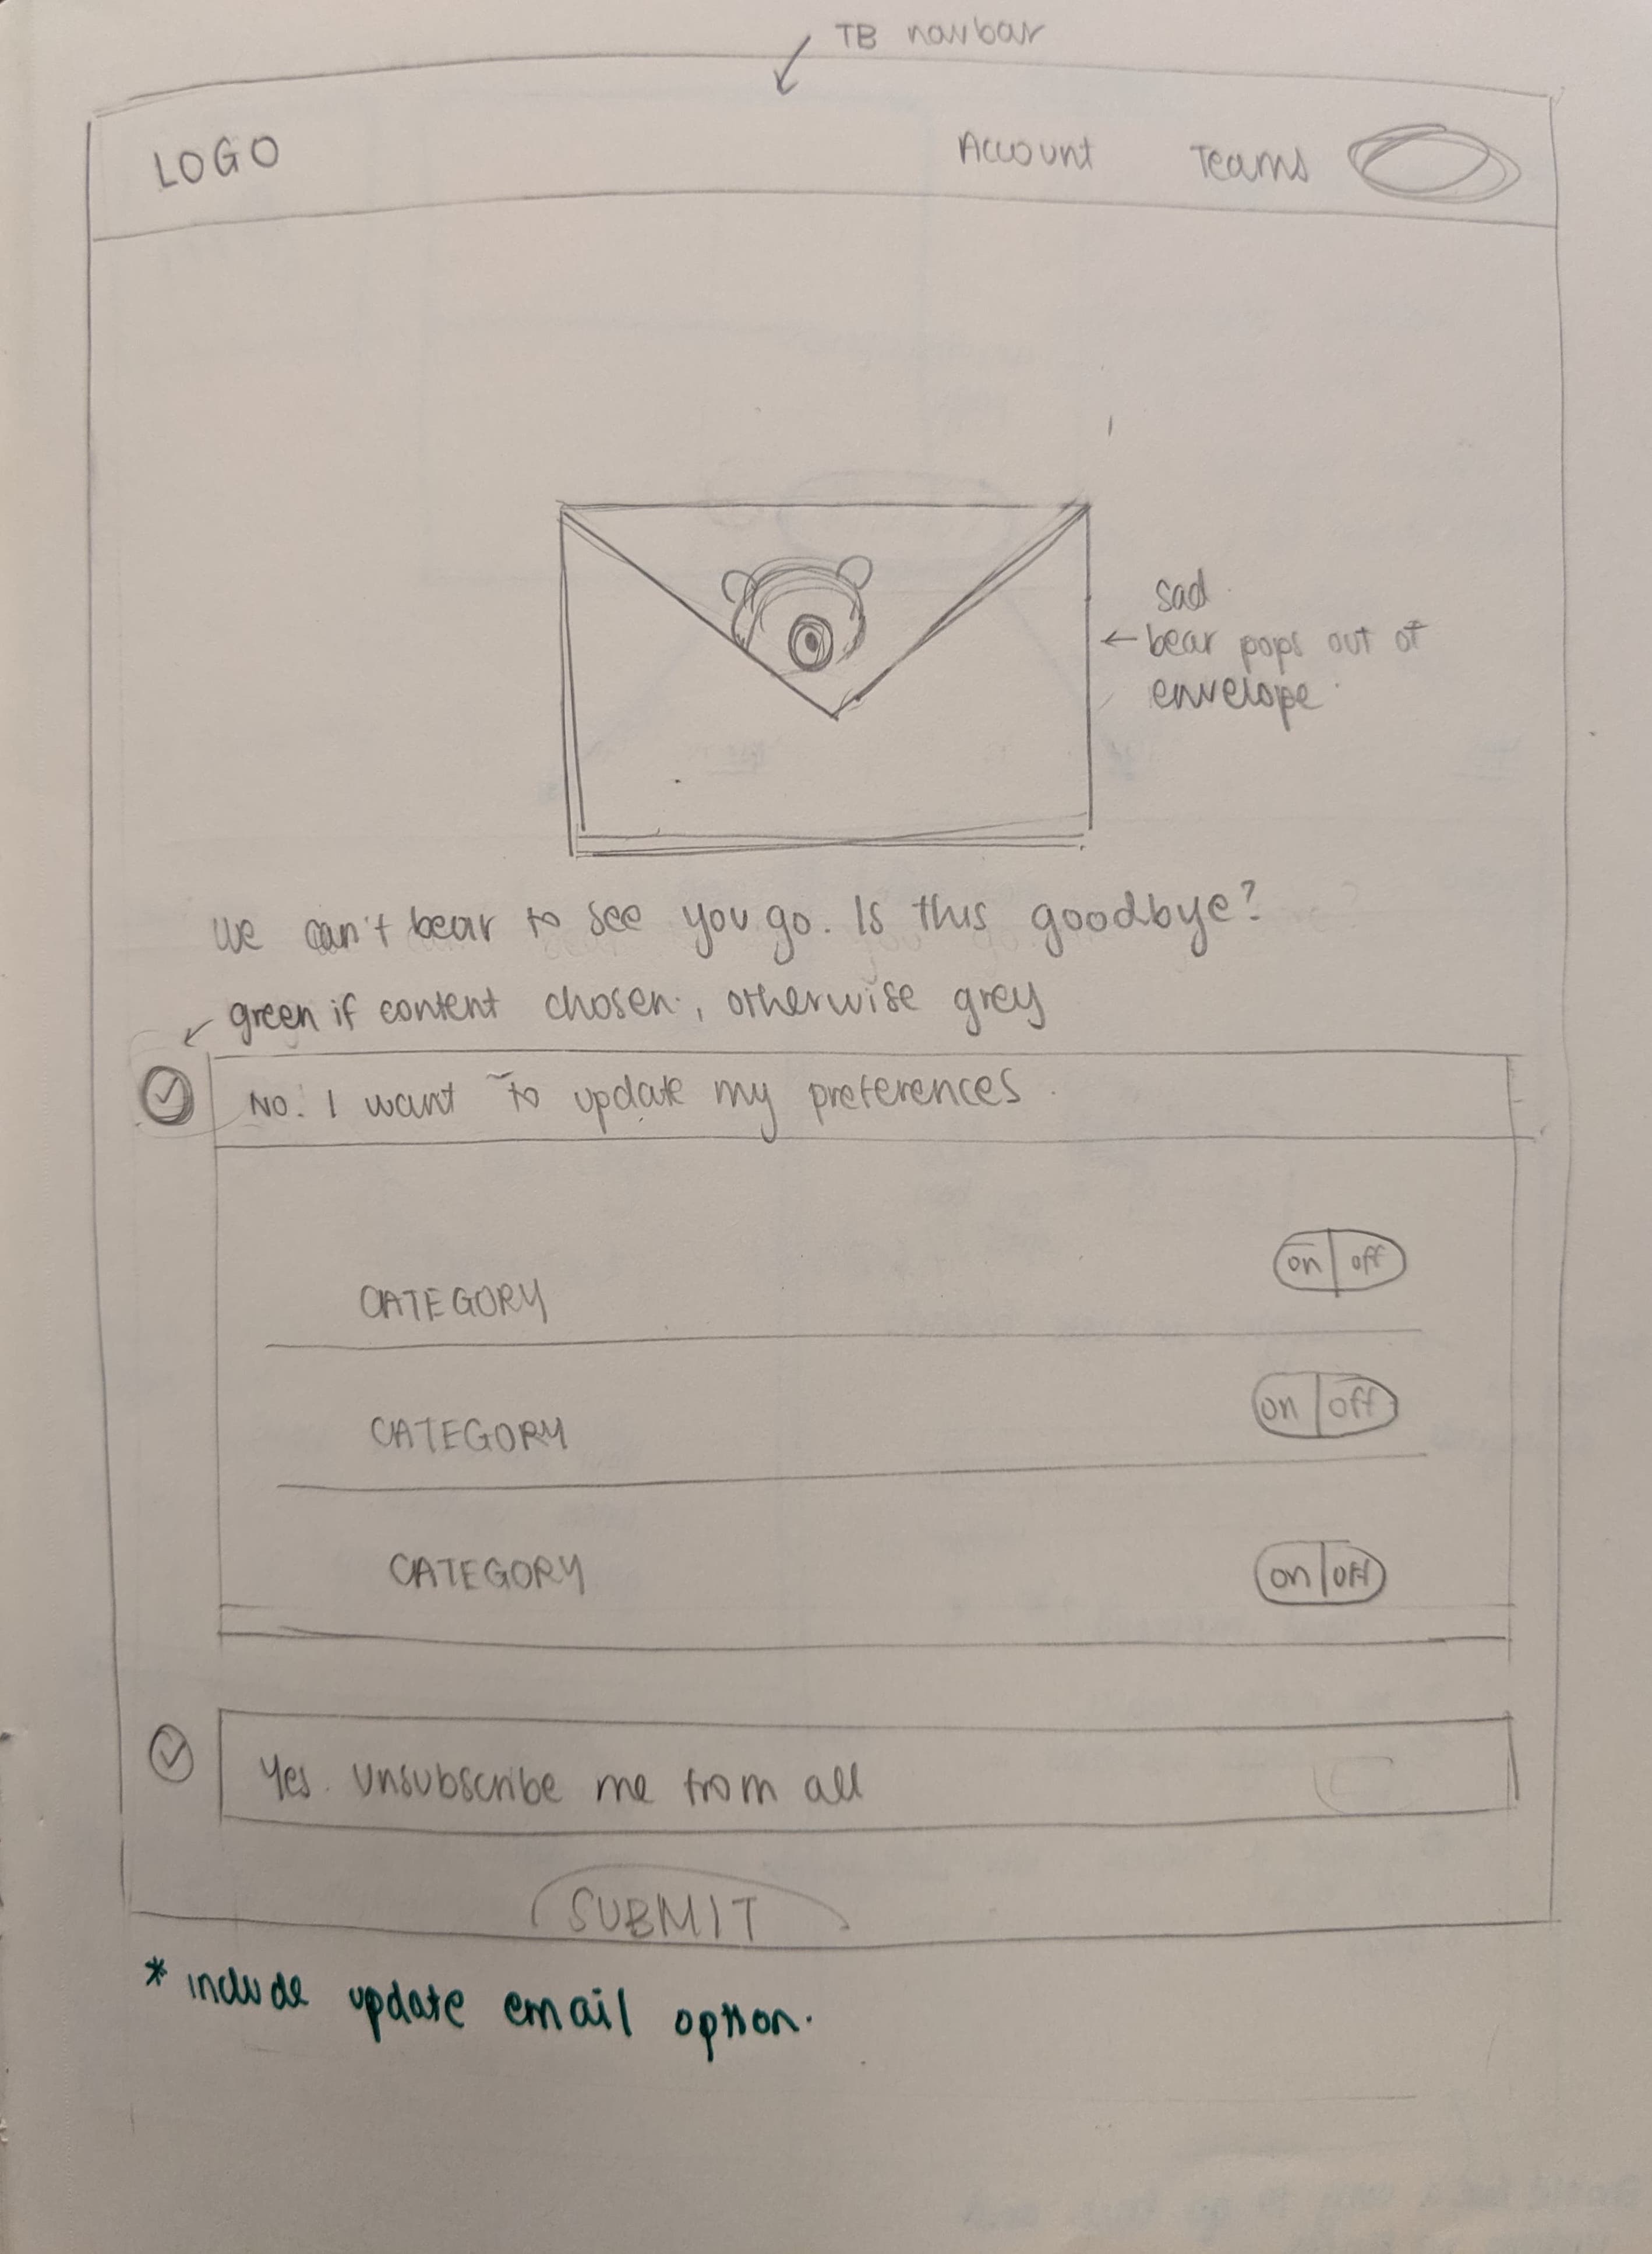 TB navbar
LOGO Account Teams
sad
bear pops out of
envelope.
We can't bear to see you go. Is this goodbye?
green if content chosen, otherwise grey
No. I want to update my preferences.
CATEGORY on off
CATEGORY on off
CATEGORY on off
Yes. Unsubscribe me from all
SUBMIT
* include update email option.